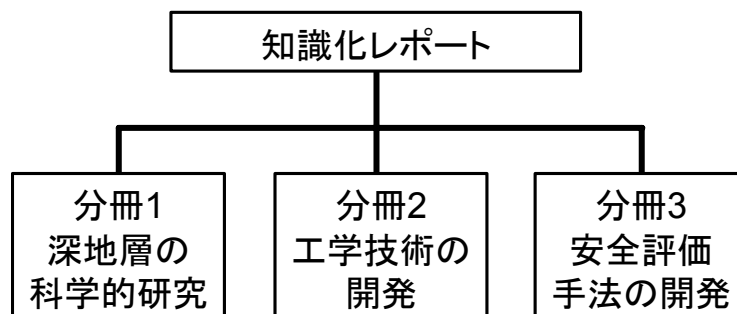 知識化レポート
分冊1
深地層の
科学的研究
分冊2
工学技術の
開発
分冊3
安全評価
手法の開発